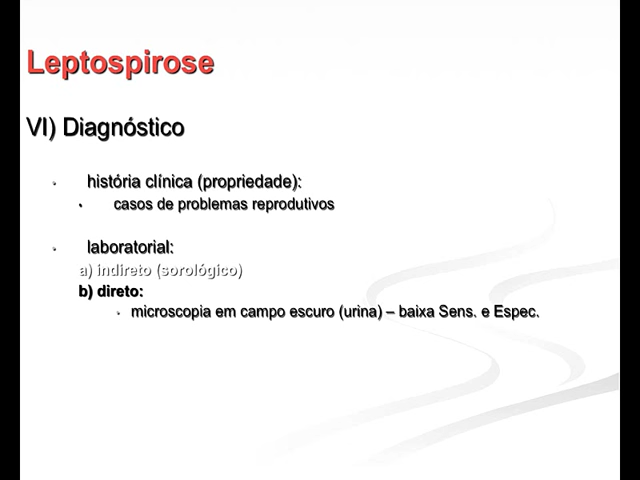 Leptospirose
VI) Diagnóstico
• história clínica (propriedade):
• casos de problemas reprodutivos
• laboratorial:
a) indireto (sorológico)
b) direto:
• microscopia em campo escuro (urina) – baixa Sens. e Espec.